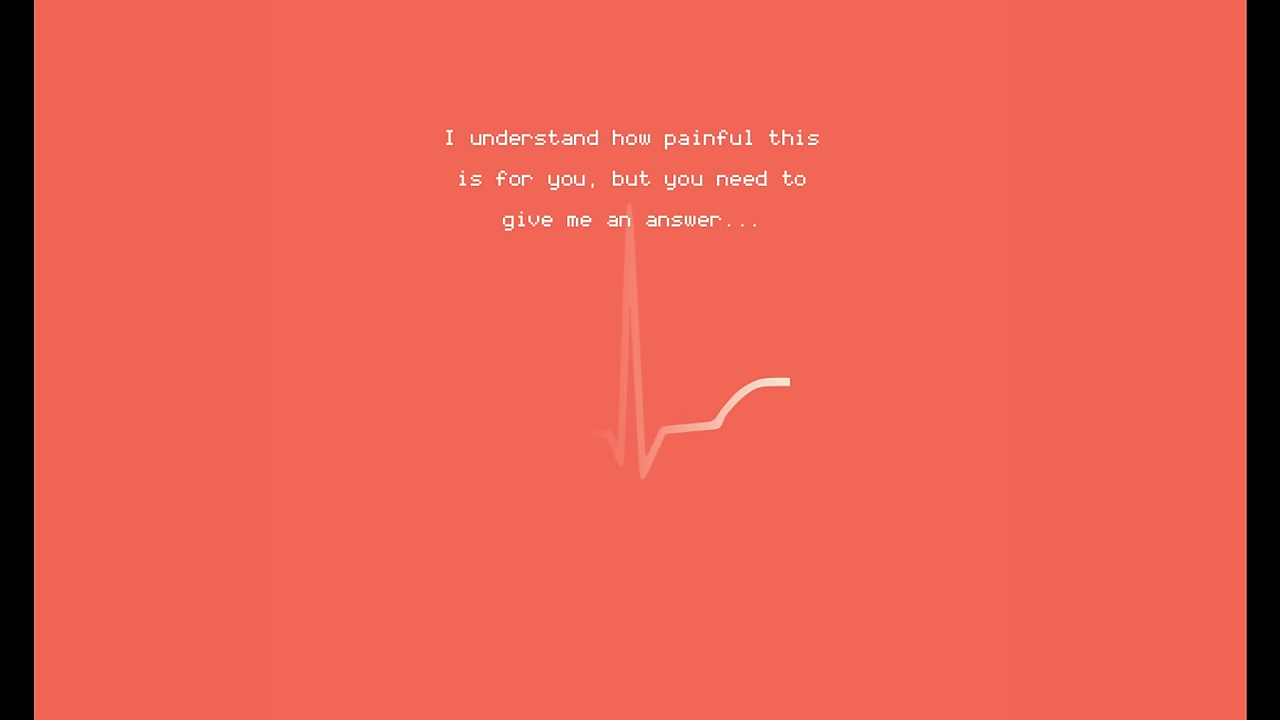 I understand how painful this
is for you, but you need to
give me an answer...